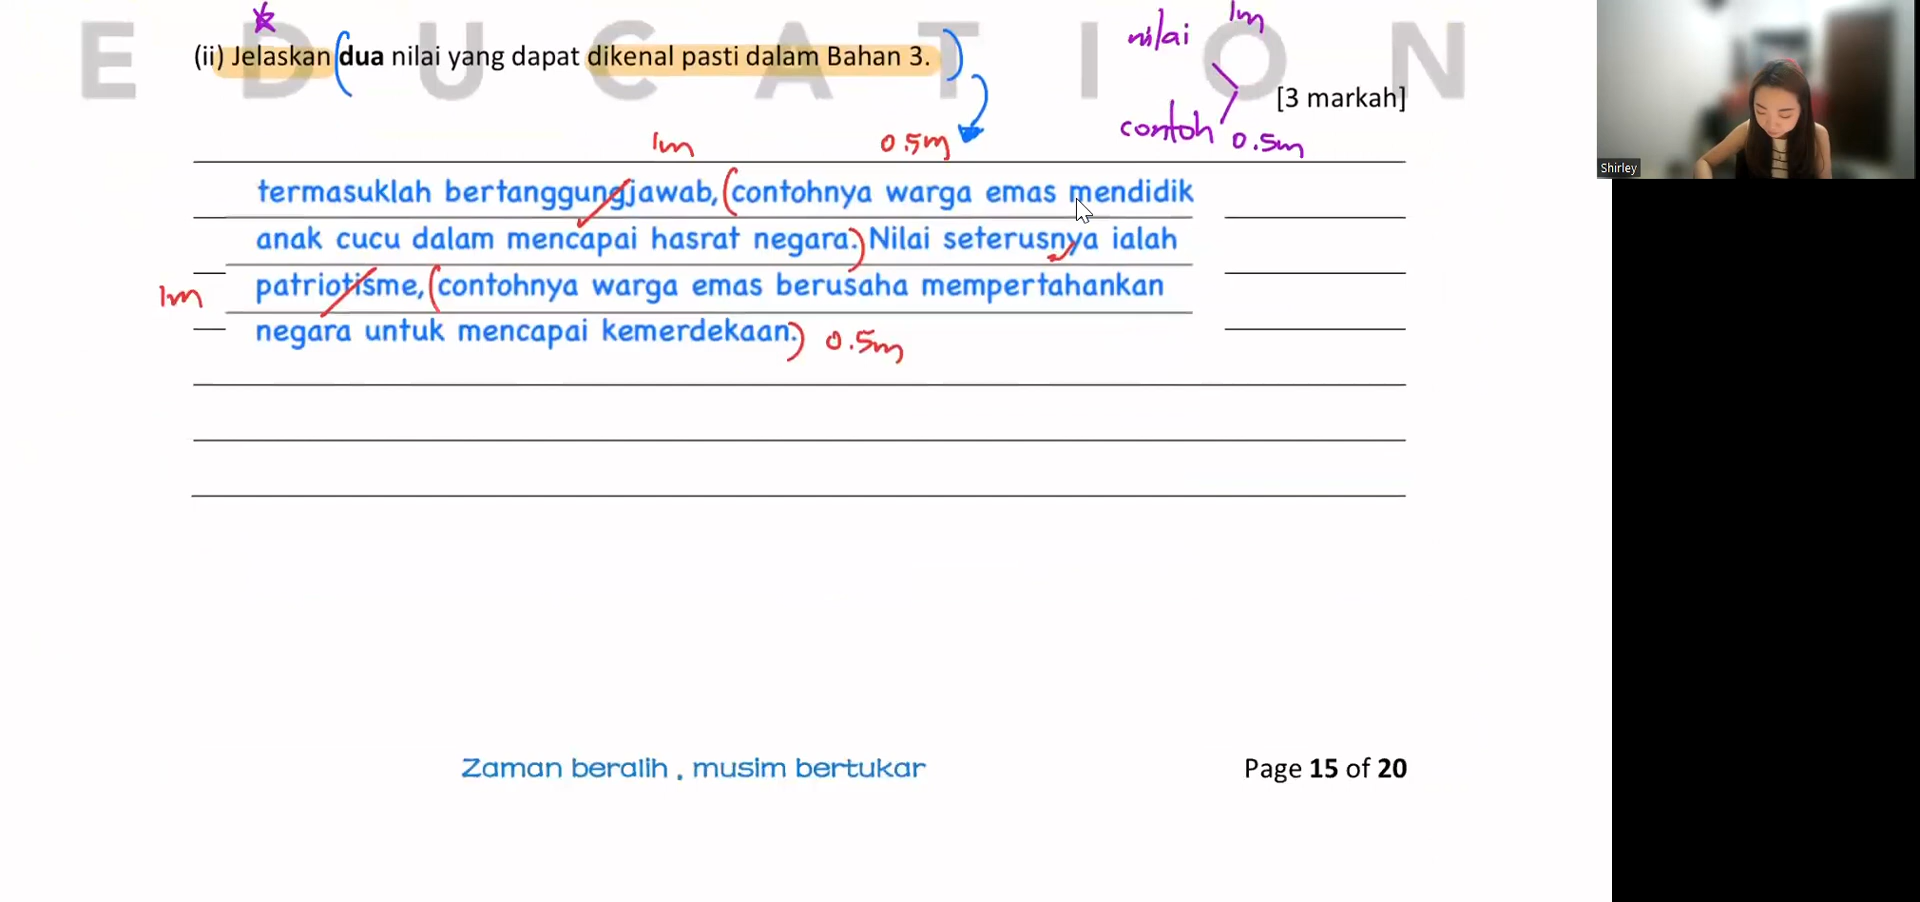 EDUCATION
nilai 1m
(ii) Jelaskan (dua nilai yang dapat dikenal pasti dalam Bahan 3.)
[3 markah]
contoh 0.5m
1m 0.5m
termasuklah bertanggungjawab, (contohnya warga emas mendidik
anak cucu dalam mencapai hasrat negara.) Nilai seterusnya ialah
1m patriotisme, (contohnya warga emas berusaha mempertahankan
negara untuk mencapai kemerdekaan.) 0.5m
Zaman beralih , musim bertukar
Page 15 of 20
Shirley